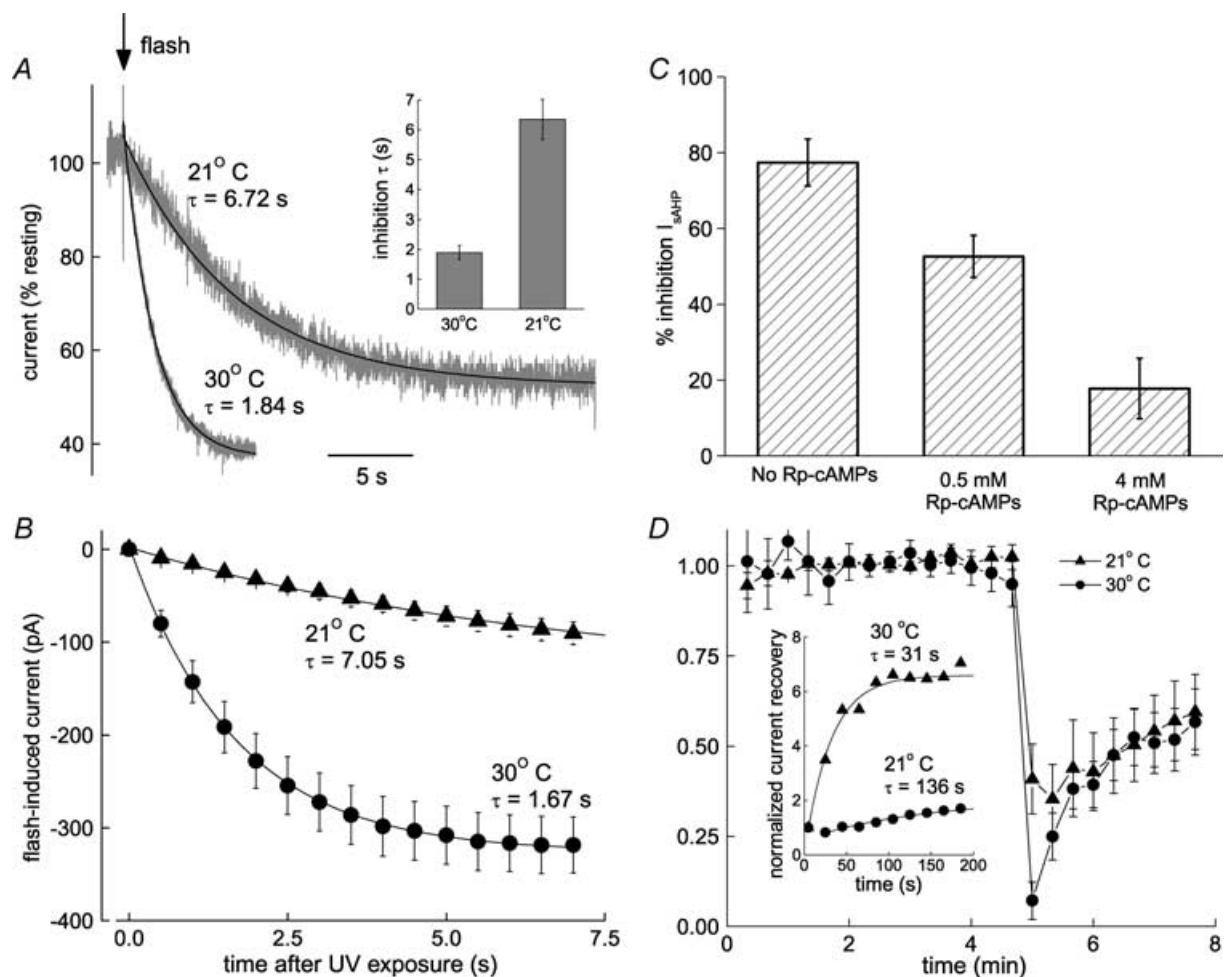 flash
A
current (% resting)
100
80
60
40
21° C
τ = 6.72 s
30° C
τ = 1.84 s
5 s
inhibition τ (s)
7
6
5
4
3
2
1
0
30°C
21°C
B
flash-induced current (pA)
0
-100
-200
-300
-400
21° C
τ = 7.05 s
30° C
τ = 1.67 s
0.0
2.5
5.0
7.5
time after UV exposure (s)
C
% inhibition IsAHP
100
80
60
40
20
0
No Rp-cAMPs
0.5 mM
Rp-cAMPs
4 mM
Rp-cAMPs
D
1.00
0.75
0.50
0.25
0.00
21° C
30° C
normalized current recovery
8
6
4
2
0
30 °C
τ = 31 s
21° C
τ = 136 s
0
50
100
150
200
time (s)
0
2
4
6
8
time (min)